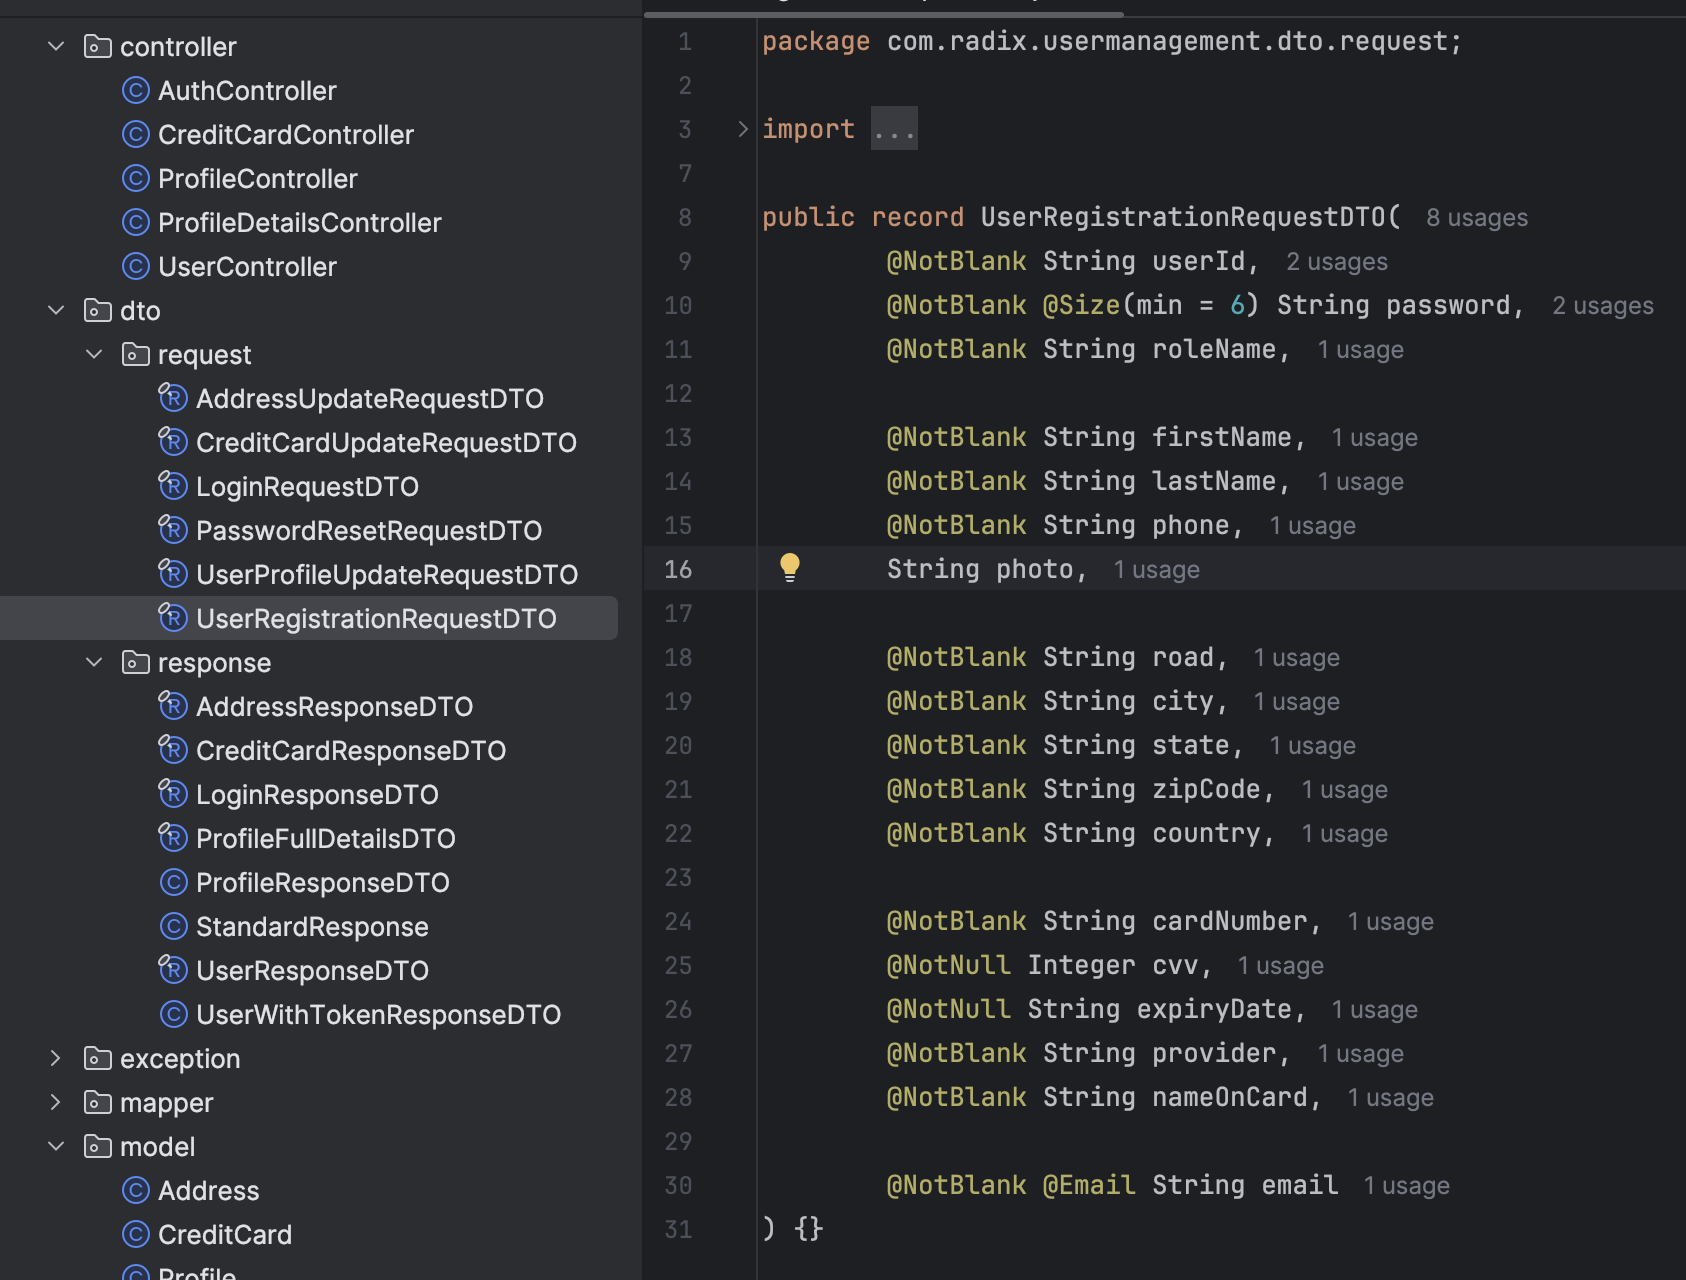 controller
AuthController
CreditCardController
ProfileController
ProfileDetailsController
UserController
dto
request
AddressUpdateRequestDTO
CreditCardUpdateRequestDTO
LoginRequestDTO
PasswordResetRequestDTO
UserProfileUpdateRequestDTO
UserRegistrationRequestDTO
response
AddressResponseDTO
CreditCardResponseDTO
LoginResponseDTO
ProfileFullDetailsDTO
ProfileResponseDTO
StandardResponse
UserResponseDTO
UserWithTokenResponseDTO
exception
mapper
model
Address
CreditCard
Profile
1 package com.radix.usermanagement.dto.request;
2
3 import ...
7
8 public record UserRegistrationRequestDTO( 8 usages
9 @NotBlank String userId, 2 usages
10 @NotBlank @Size(min = 6) String password, 2 usages
11 @NotBlank String roleName, 1 usage
12
13 @NotBlank String firstName, 1 usage
14 @NotBlank String lastName, 1 usage
15 @NotBlank String phone, 1 usage
16 String photo, 1 usage
17
18 @NotBlank String road, 1 usage
19 @NotBlank String city, 1 usage
20 @NotBlank String state, 1 usage
21 @NotBlank String zipCode, 1 usage
22 @NotBlank String country, 1 usage
23
24 @NotBlank String cardNumber, 1 usage
25 @NotNull Integer cvv, 1 usage
26 @NotNull String expiryDate, 1 usage
27 @NotBlank String provider, 1 usage
28 @NotBlank String nameOnCard, 1 usage
29
30 @NotBlank @Email String email 1 usage
31 ) {}